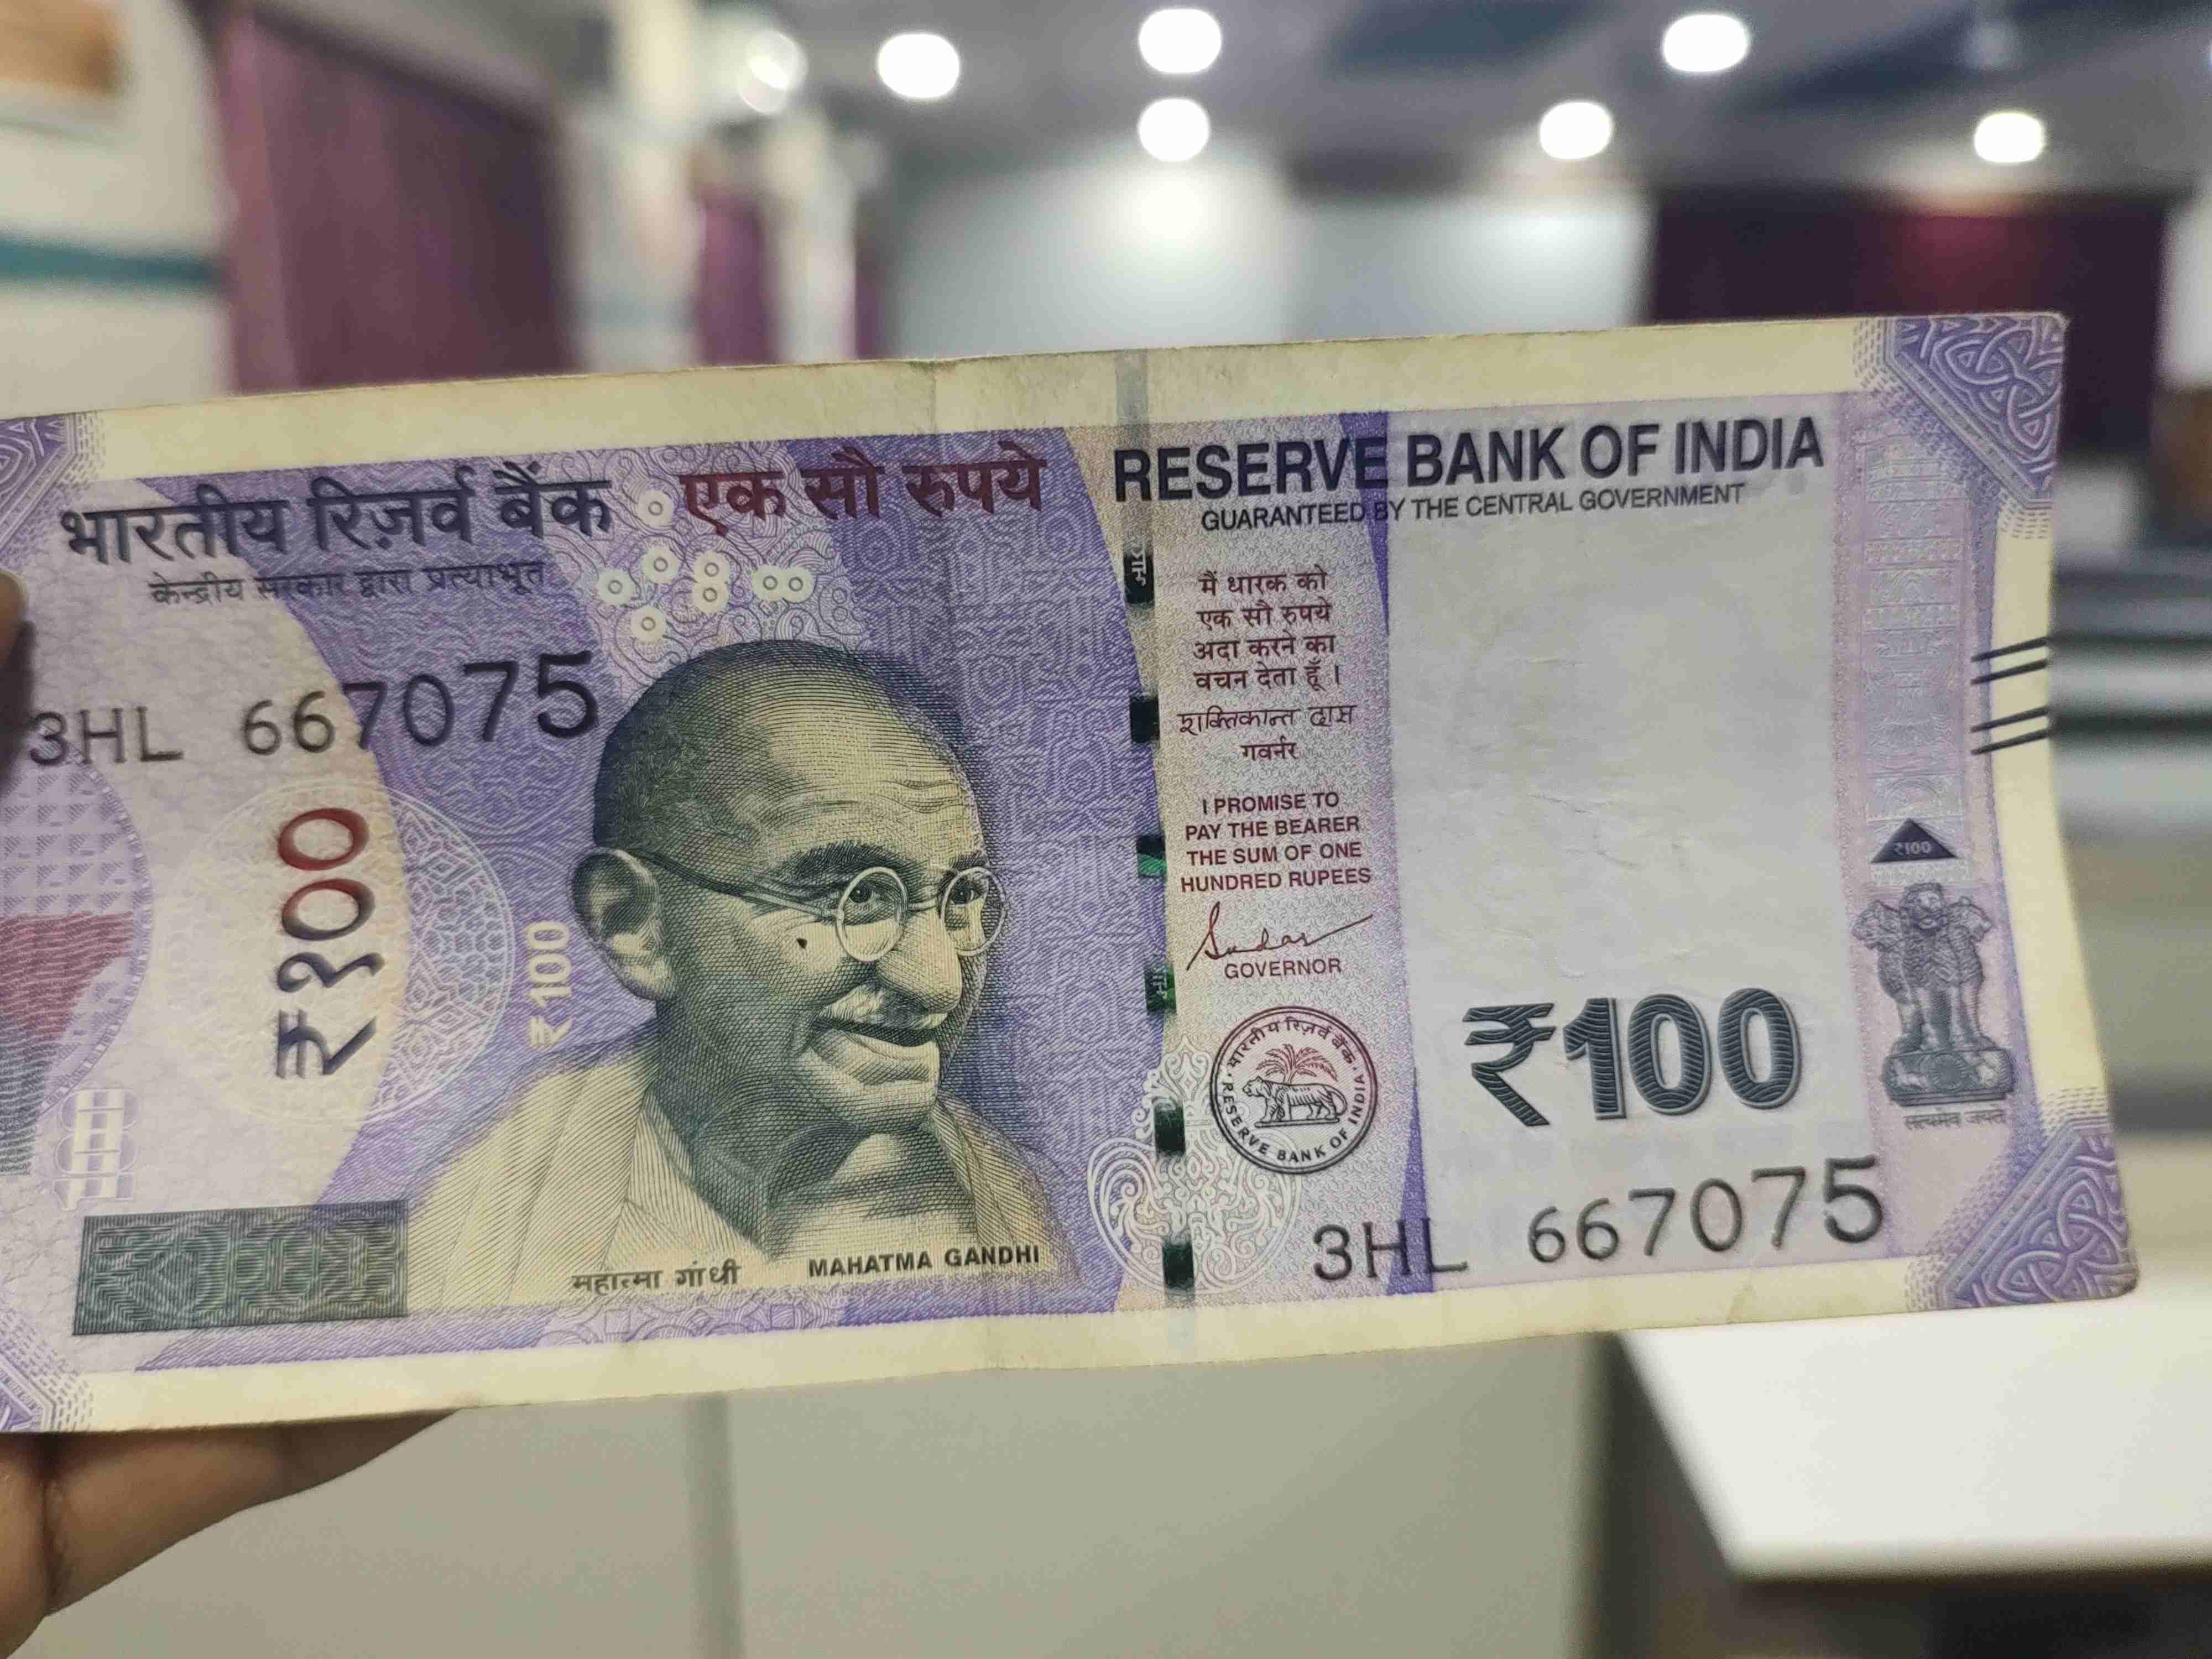 भारतीय रिज़र्व बैंक
केन्द्रीय सरकार द्वारा प्रत्याभूत
एक सौ रुपये
3HL 667075
₹१००
₹100
महात्मा गांधी
MAHATMA GANDHI
भारत
RESERVE BANK OF INDIA
GUARANTEED BY THE CENTRAL GOVERNMENT
मैं धारक को
एक सौ रुपये
अदा करने का
वचन देता हूँ ।
शक्तिकान्त दास
गवर्नर
I PROMISE TO
PAY THE BEARER
THE SUM OF ONE
HUNDRED RUPEES
GOVERNOR
भारतीय रिज़र्व बैंक
RESERVE BANK OF INDIA
₹100
3HL 667075
₹100
सत्यमेव जयते